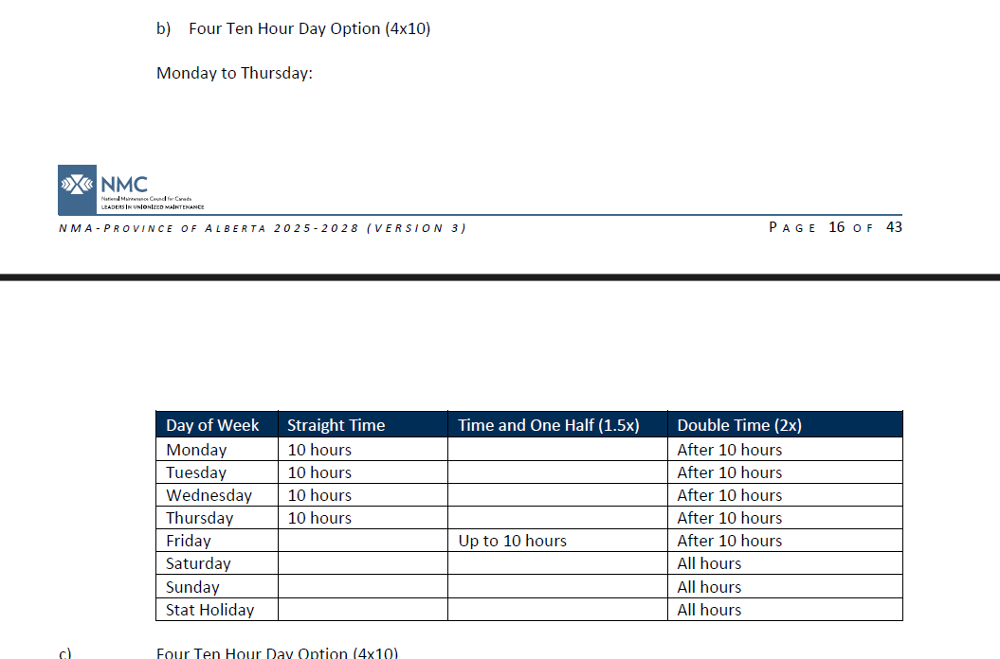 b) Four Ten Hour Day Option (4x10)
Monday to Thursday:
NMC
National Maintenance Council for Canada
LEADERS IN UNIONIZED MAINTENANCE
NMA-PROVINCE OF ALBERTA 2025-2028 (VERSION 3) PAGE 16 OF 43
Day of Week Straight Time Time and One Half (1.5x) Double Time (2x)
Monday 10 hours After 10 hours
Tuesday 10 hours After 10 hours
Wednesday 10 hours After 10 hours
Thursday 10 hours After 10 hours
Friday Up to 10 hours After 10 hours
Saturday All hours
Sunday All hours
Stat Holiday All hours
c) Four Ten Hour Day Option (4x10)